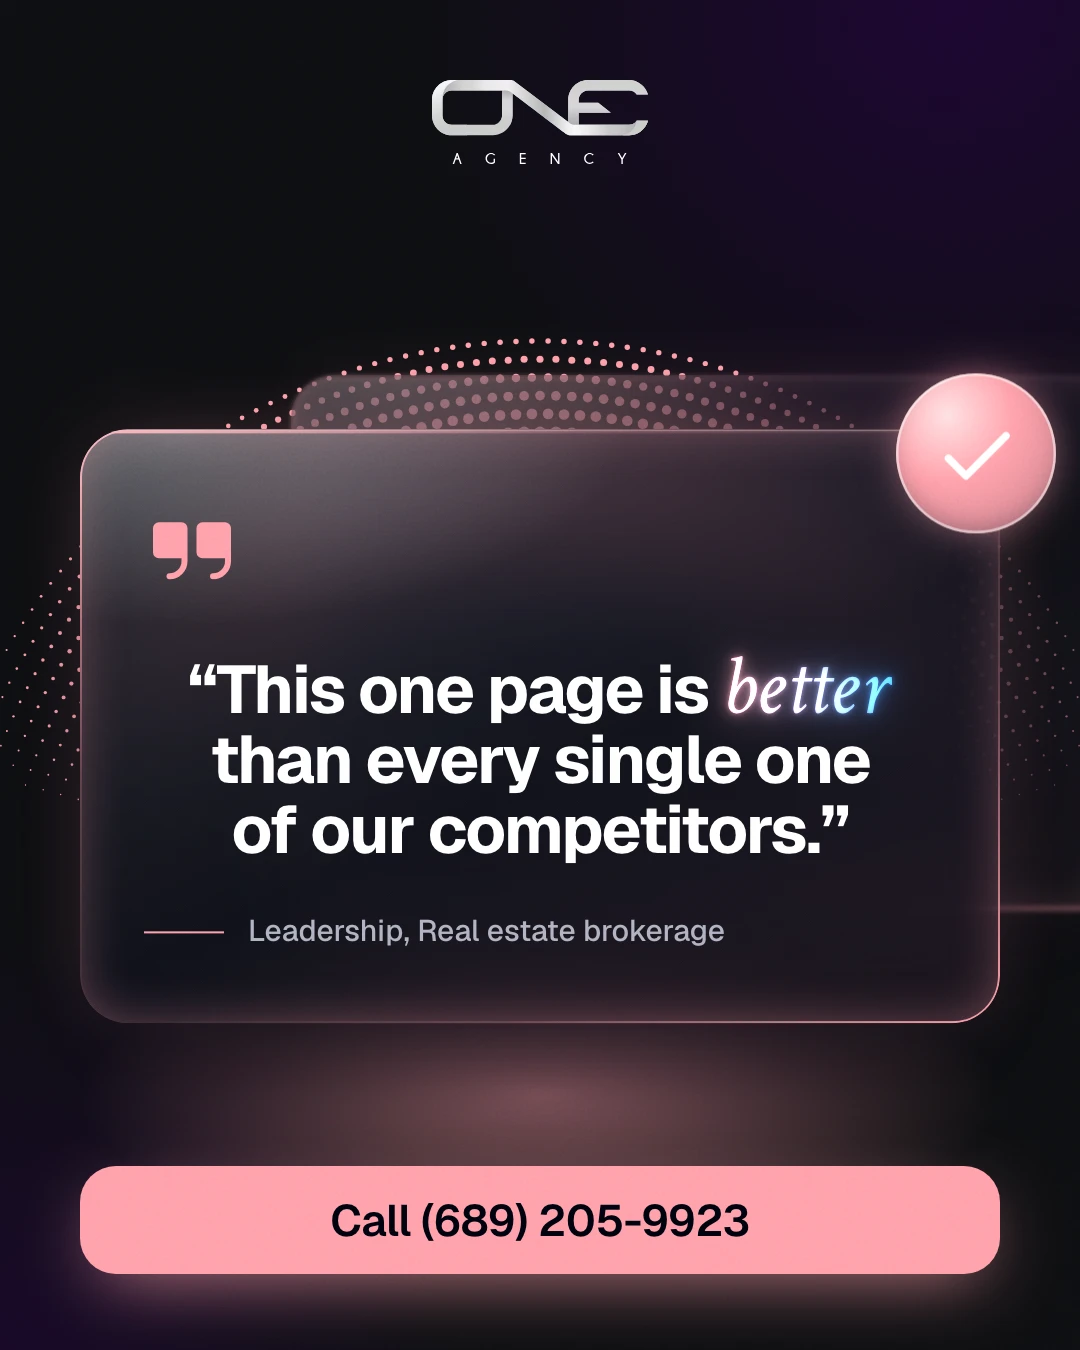 ONE
AGENCY
“This one page is better
than every single one
of our competitors.”
Leadership, Real estate brokerage
Call (689) 205-9923